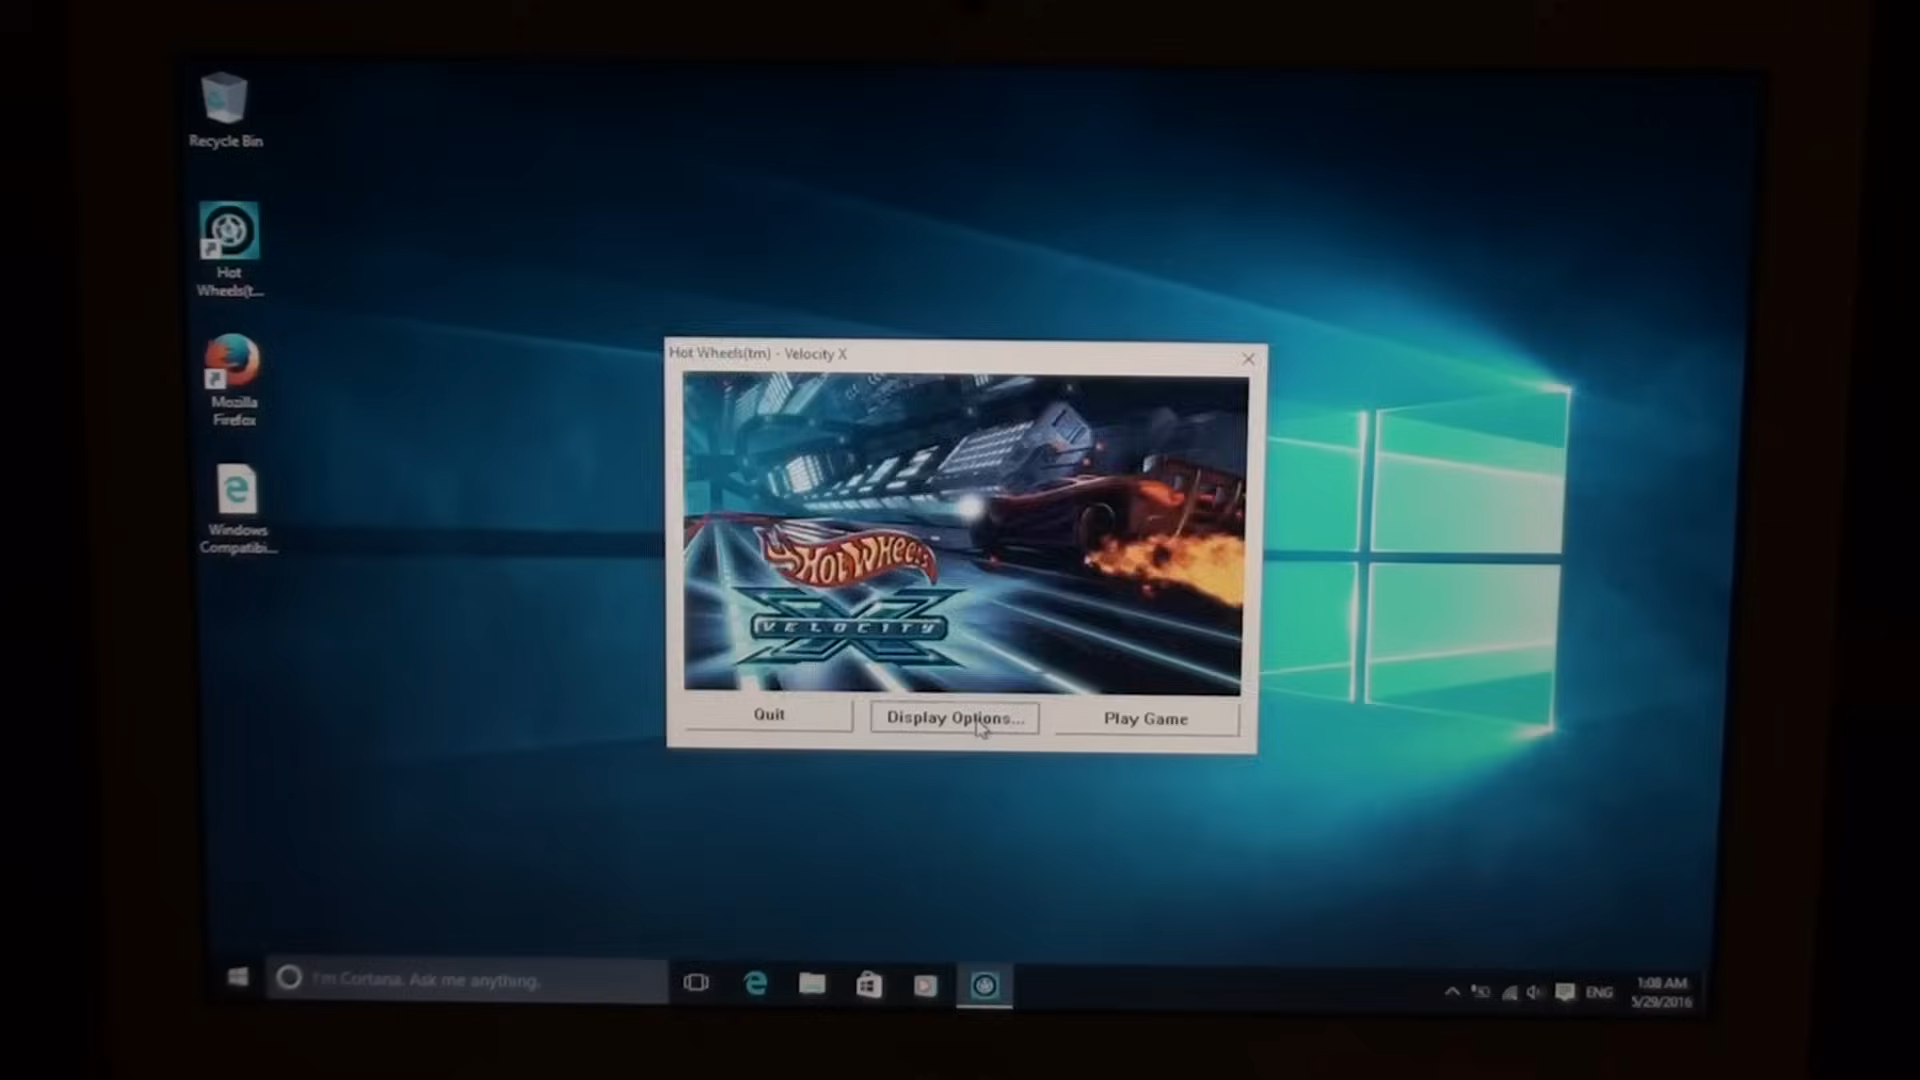 Recycle Bin
Hot
Wheels(t...
Mozilla
Firefox
Windows
Compatibi...
Hot Wheels(tm) - Velocity X
HOT WHEELS
VELOCITY
X
Quit
Display Options...
Play Game
I'm Cortana. Ask me anything.
ENG
1:08 AM
5/29/2016